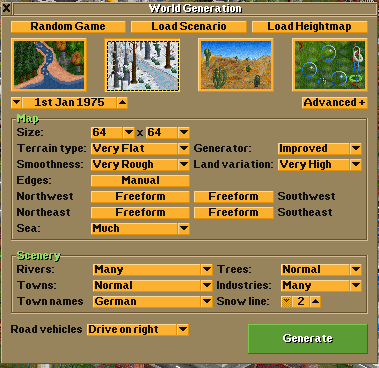 World Generation
Random Game Load Scenario Load Heightmap
1st Jan 1975 Advanced +
Map
Size: 64 x 64
Terrain type: Very Flat Generator: Improved
Smoothness: Very Rough Land variation: Very High
Edges: Manual
Northwest Freeform Freeform Southwest
Northeast Freeform Freeform Southeast
Sea: Much
Scenery
Rivers: Many Trees: Normal
Towns: Normal Industries: Many
Town names German Snow line: 2
Road vehicles Drive on right
Generate